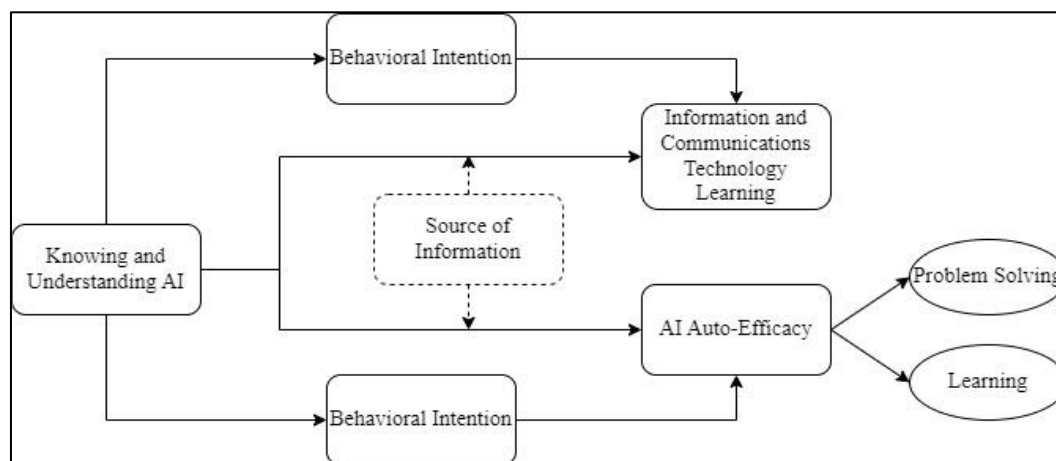 Behavioral Intention
Information and
Communications
Technology
Learning
Source of
Information
Knowing and
Understanding AI
Problem Solving
AI Auto-Efficacy
Learning
Behavioral Intention